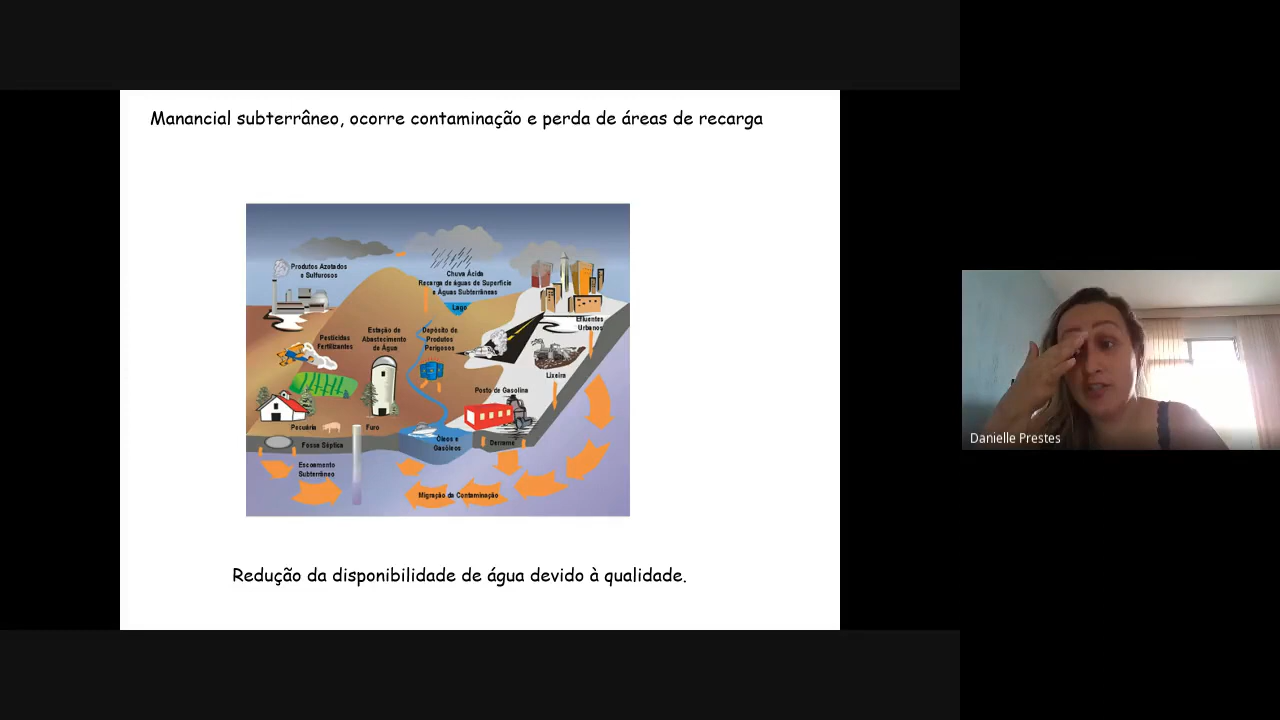 Manancial subterrâneo, ocorre contaminação e perda de áreas de recarga
Produtos Azotados
e Sulfurosos
Chuva Ácida
Recarga de águas de Superfície
e Águas Subterrâneas
Lago
Efluentes
Urbanos
Pesticidas
Fertilizantes
Estação de
Abastecimento
de Água
Depósito de
Produtos
Perigosos
Lixeira
Posto de Gasolina
Pecuária
Furo
Fossa Séptica
Óleos e
Gasóleos
Derrame
Escoamento
Subterrâneo
Migração da Contaminação
Redução da disponibilidade de água devido à qualidade.
Danielle Prestes